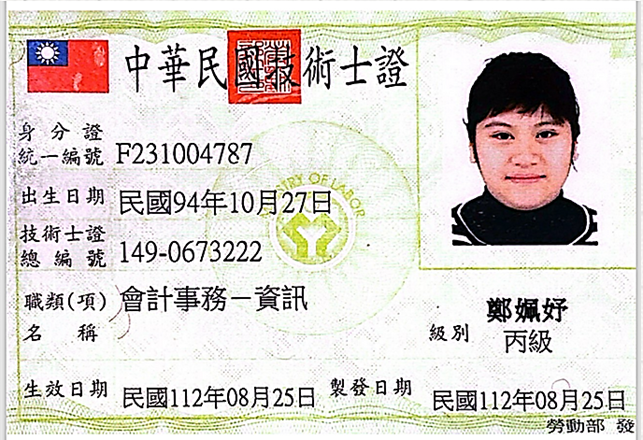 中華民國技術士證
身分證
統一編號 F231004787
出生日期 民國94年10月27日
技術士證
總編號 149-0673222
職類(項) 會計事務－資訊
名稱
鄭姵妤
級別 丙級
生效日期 民國112年08月25日 製發日期 民國112年08月25日
勞動部 發
MINISTRY OF LABOR